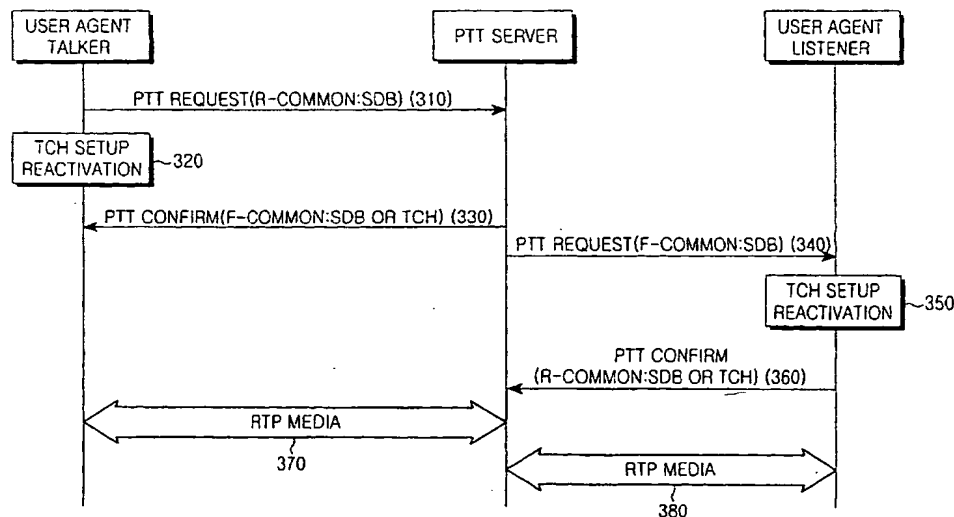 USER AGENT
TALKER
PTT SERVER
USER AGENT
LISTENER
PTT REQUEST(R-COMMON:SDB) (310)
TCH SETUP
REACTIVATION
320
PTT CONFIRM(F-COMMON:SDB OR TCH) (330)
PTT REQUEST(F-COMMON:SDB) (340)
TCH SETUP
REACTIVATION
350
PTT CONFIRM
(R-COMMON:SDB OR TCH) (360)
RTP MEDIA
370
RTP MEDIA
380